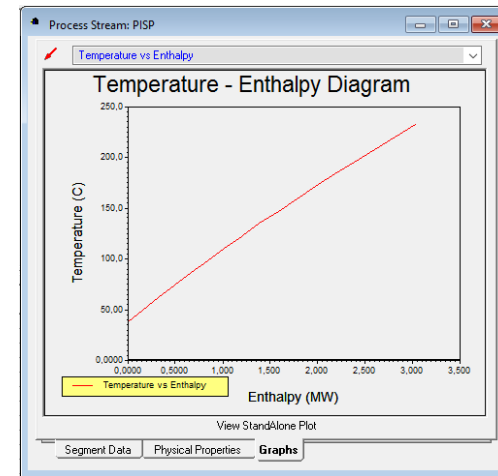 Process Stream: PISP
Temperature vs Enthalpy
Temperature - Enthalpy Diagram
250,0
200,0
150,0
100,0
50,00
0,0000
Temperature (C)
0,0000 0,5000 1,000 1,500 2,000 2,500 3,000 3,500
Temperature vs Enthalpy
Enthalpy (MW)
View StandAlone Plot
Segment Data Physical Properties Graphs